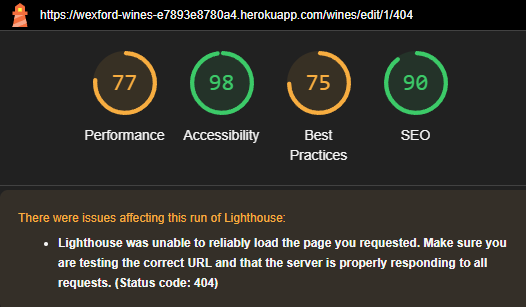 https://wexford-wines-e7893e8780a4.herokuapp.com/wines/edit/1/404
77 98 75 90
Performance Accessibility Best Practices SEO
There were issues affecting this run of Lighthouse:
• Lighthouse was unable to reliably load the page you requested. Make sure you
are testing the correct URL and that the server is properly responding to all
requests. (Status code: 404)